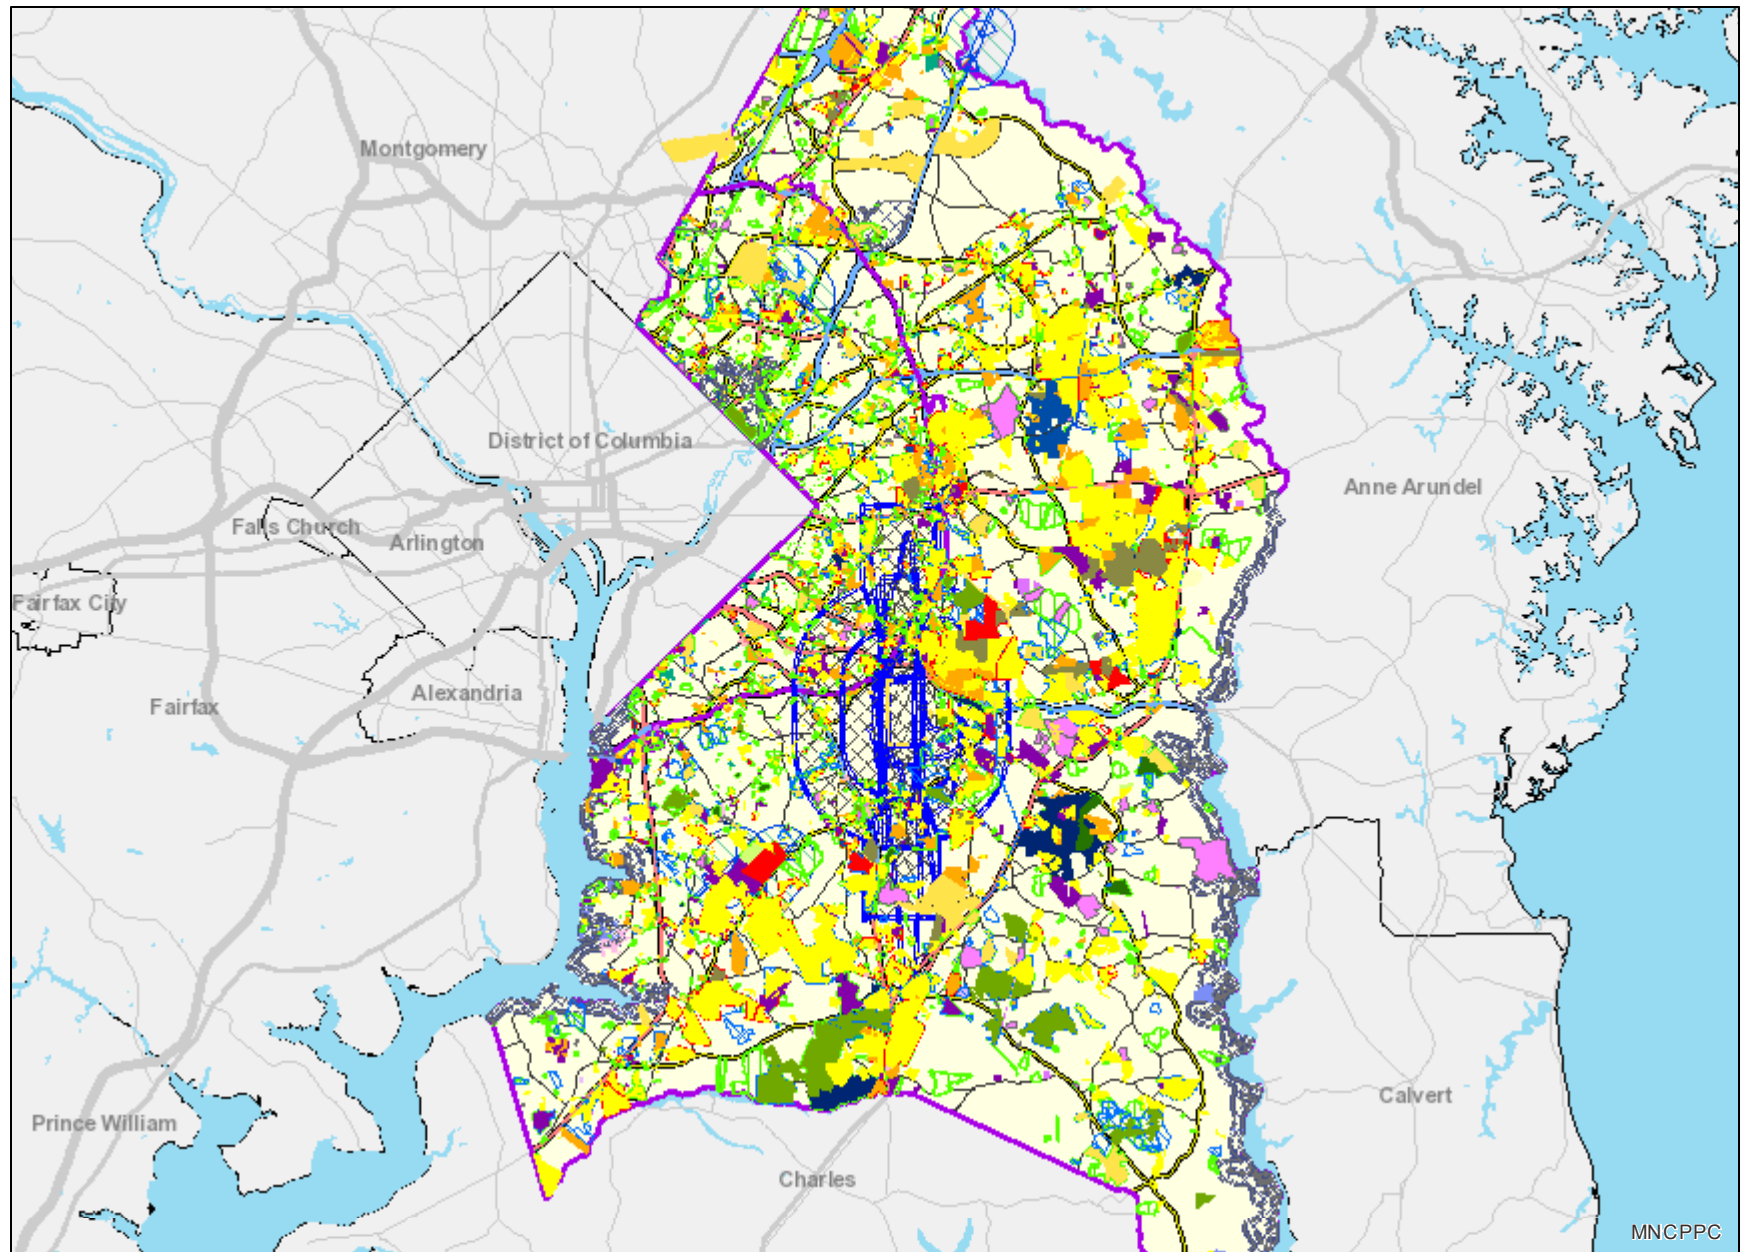 Montgomery
District of Columbia
Anne Arundel
Falls Church
Arlington
Fairfax City
Alexandria
Fairfax
Calvert
Prince William
Charles
MNCPPC